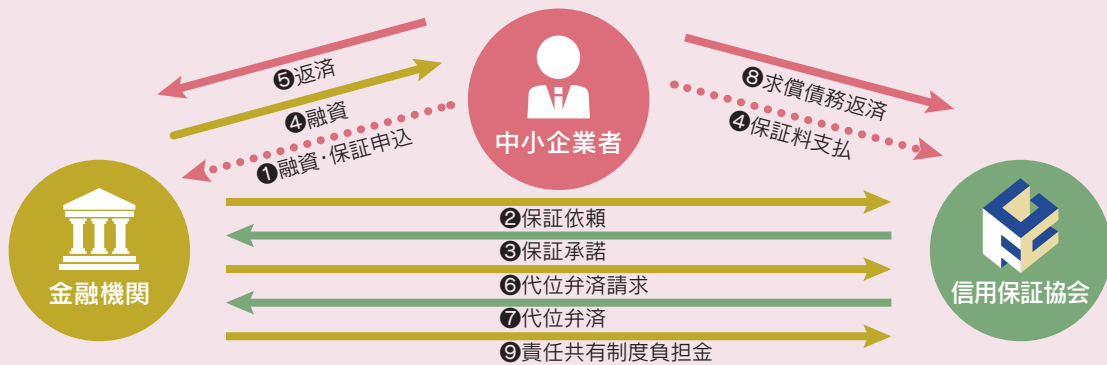 ❺返済
❹融資
❶融資・保証申込
中小企業者
❽求償債務返済
❹保証料支払
金融機関
❷保証依頼
❸保証承諾
❻代位弁済請求
❼代位弁済
❾責任共有制度負担金
信用保証協会